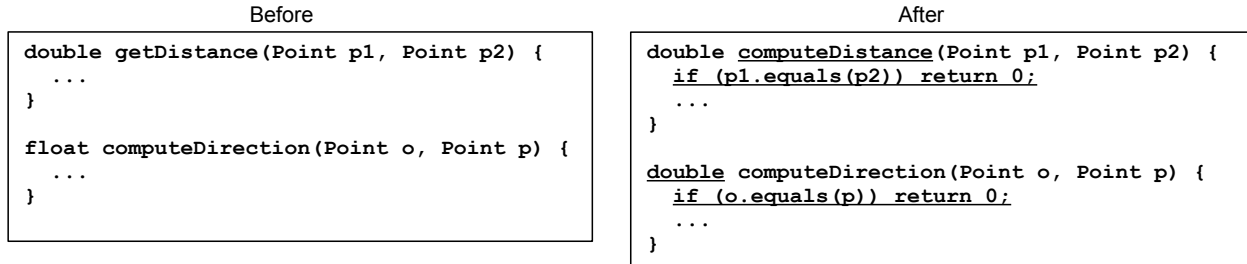 Before
double getDistance(Point p1, Point p2) {
  ...
}
float computeDirection(Point o, Point p) {
  ...
}
After
double computeDistance(Point p1, Point p2) {
  if (p1.equals(p2)) return 0;
  ...
}
double computeDirection(Point o, Point p) {
  if (o.equals(p)) return 0;
  ...
}